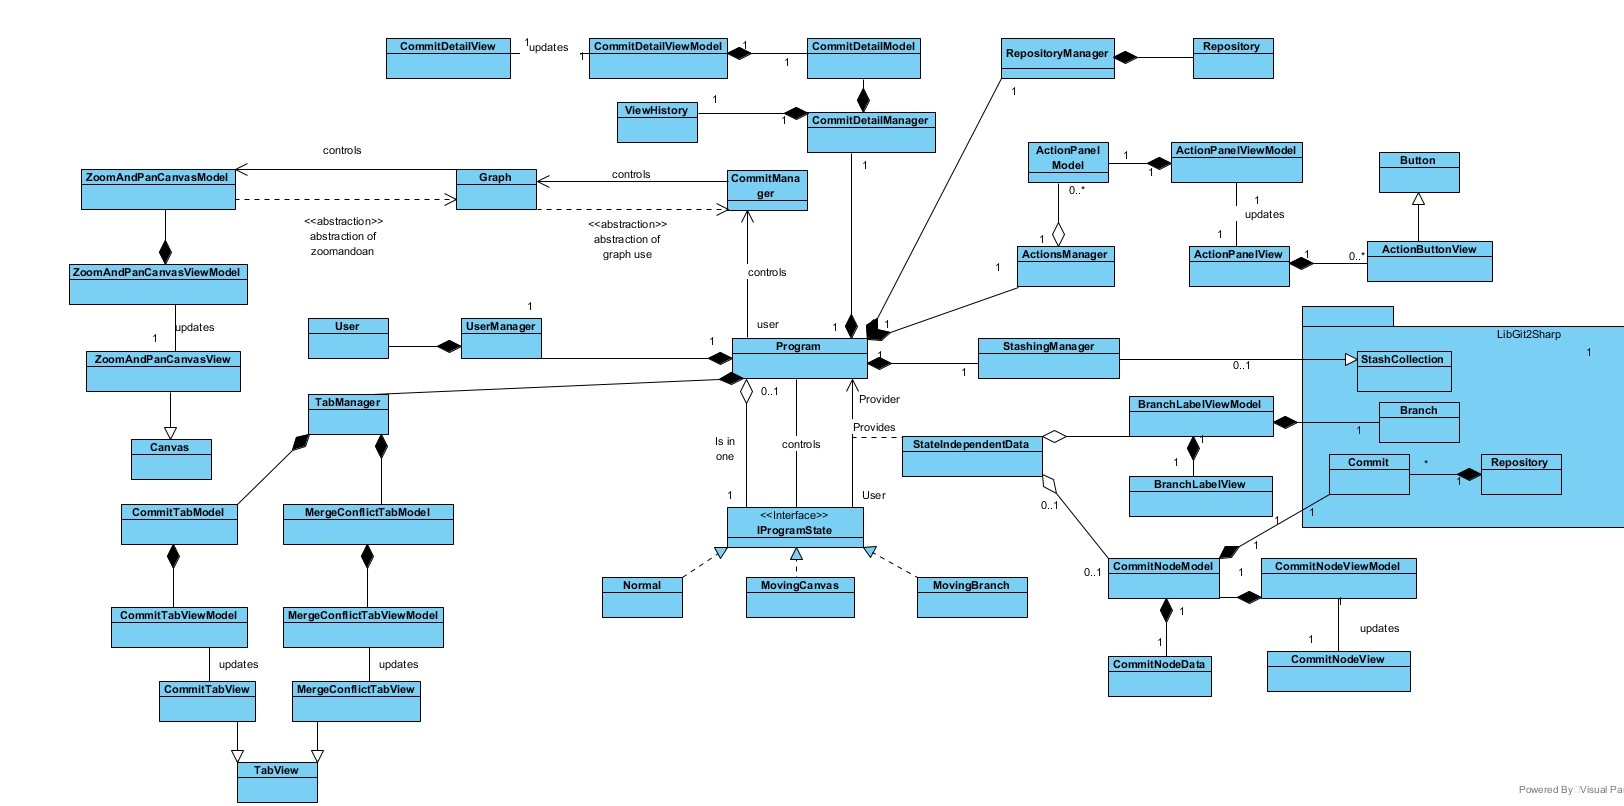 CommitDetailView
1
updates
1
CommitDetailViewModel
1
1
CommitDetailModel
RepositoryManager
Repository
1
ViewHistory
1
1
CommitDetailManager
1
controls
ZoomAndPanCanvasModel
Graph
controls
CommitMana
ger
<<abstraction>>
abstraction of
zoomandoan
<<abstraction>>
abstraction of
graph use
ActionPanel
Model
1
1
ActionPanelViewModel
Button
0..*
1
updates
1
1
ActionsManager
1
ActionPanelView
1
0..*
ActionButtonView
ZoomAndPanCanvasViewModel
controls
updates
1
ZoomAndPanCanvasView
Canvas
User
1
UserManager
user
1
1
1
Program
1
1
StashingManager
0..1
LibGit2Sharp
1
StashCollection
TabManager
0..1
Provider
Provides
Is in
one
controls
1
User
StateIndependentData
BranchLabelViewModel
1
Branch
1
1
BranchLabelView
Commit
*
1
Repository
0..1
1
1
<<Interface>>
IProgramState
CommitTabModel
MergeConflictTabModel
Normal
MovingCanvas
MovingBranch
1
0..1
CommitNodeModel
1
CommitNodeViewModel
1
1
1
updates
1
CommitNodeData
CommitNodeView
CommitTabViewModel
MergeConflictTabViewModel
updates
updates
CommitTabView
MergeConflictTabView
TabView
Powered By Visual Pa